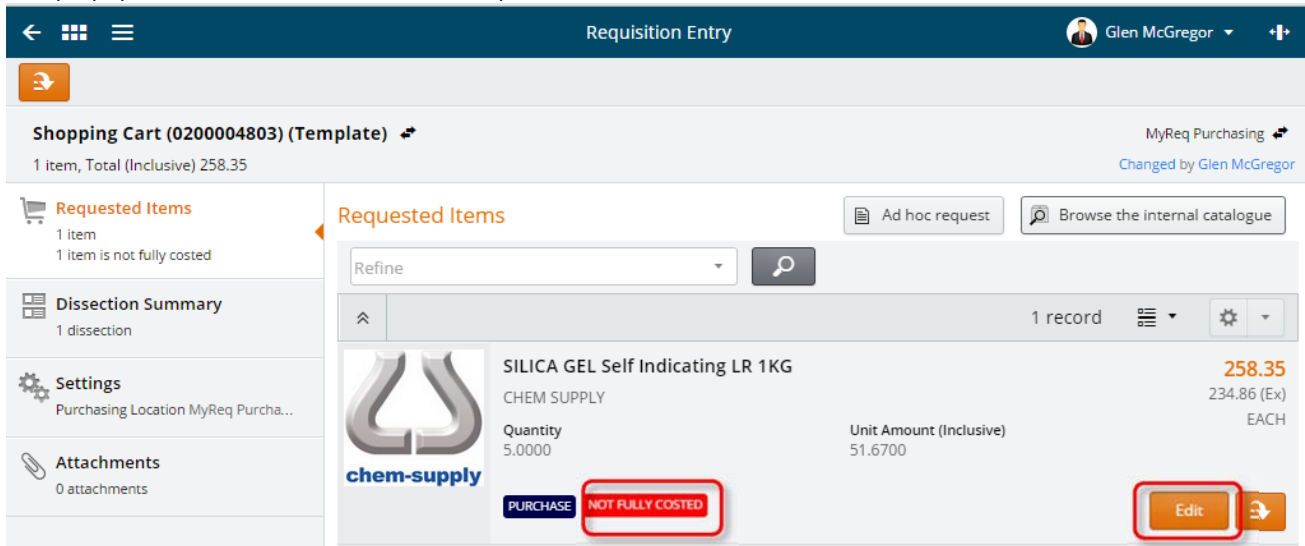 Requisition Entry
Glen McGregor
Shopping Cart (0200004803) (Template)
MyReq Purchasing
1 item, Total (Inclusive) 258.35
Changed by Glen McGregor
Requested Items
1 item
1 item is not fully costed
Dissection Summary
1 dissection
Settings
Purchasing Location MyReq Purcha...
Attachments
0 attachments
Requested Items
Ad hoc request
Browse the internal catalogue
Refine
1 record
chem-supply
SILICA GEL Self Indicating LR 1KG
258.35
CHEM SUPPLY
234.86 (Ex)
EACH
Quantity
Unit Amount (Inclusive)
5.0000
51.6700
PURCHASE
NOT FULLY COSTED
Edit